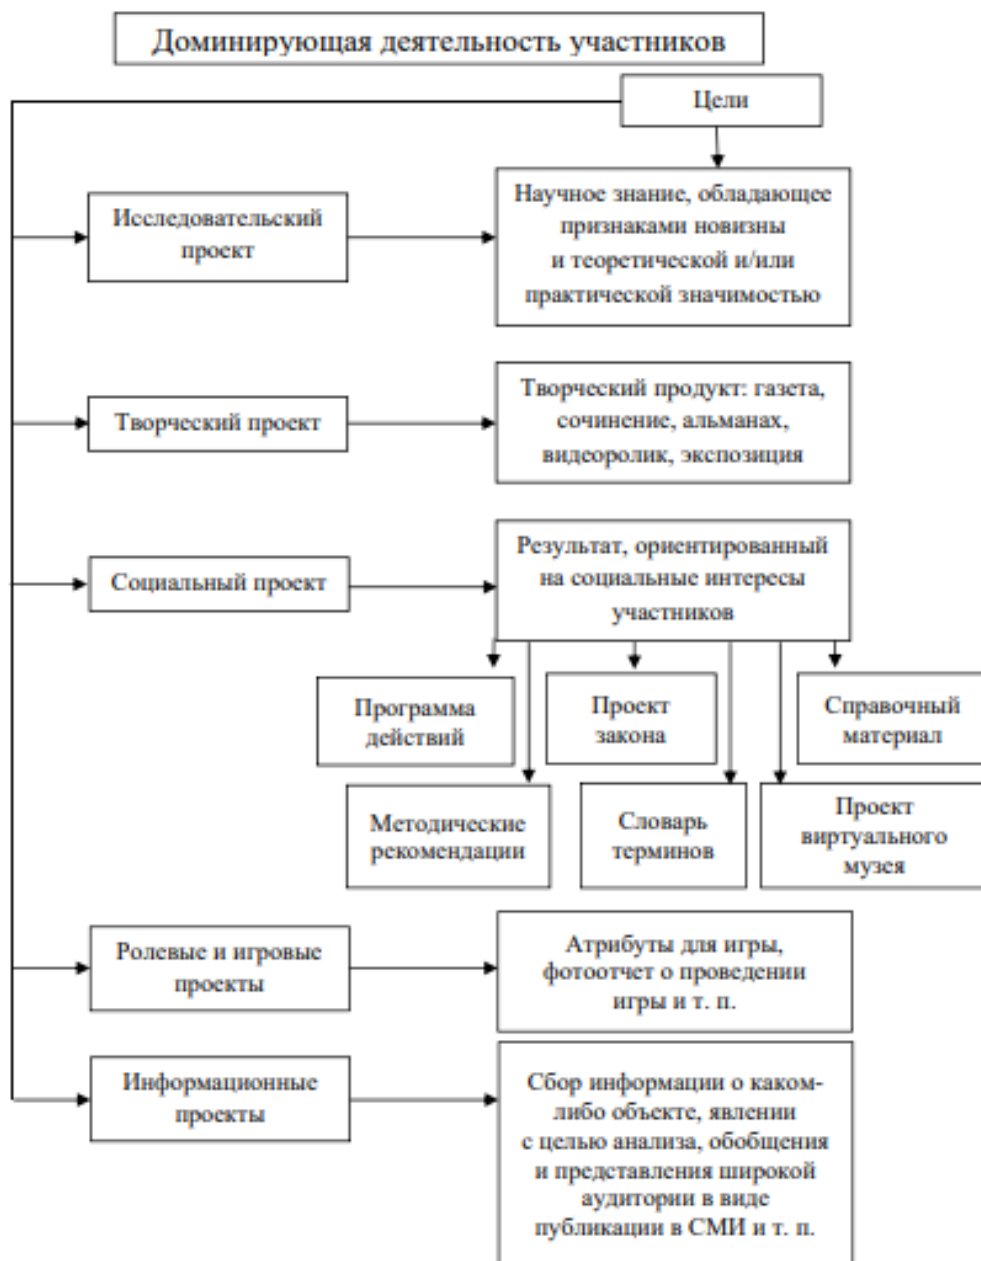 Доминирующая деятельность участников
Цели
Исследовательский
проект
Научное знание, обладающее
признаками новизны
и теоретической и/или
практической значимостью
Творческий проект
Творческий продукт: газета,
сочинение, альманах,
видеоролик, экспозиция
Социальный проект
Результат, ориентированный
на социальные интересы
участников
Программа
действий
Проект
закона
Справочный
материал
Методические
рекомендации
Словарь
терминов
Проект
виртуального
музея
Ролевые и игровые
проекты
Атрибуты для игры,
фотоотчет о проведении
игры и т. п.
Информационные
проекты
Сбор информации о каком-
либо объекте, явлении
с целью анализа, обобщения
и представления широкой
аудитории в виде
публикации в СМИ и т. п.